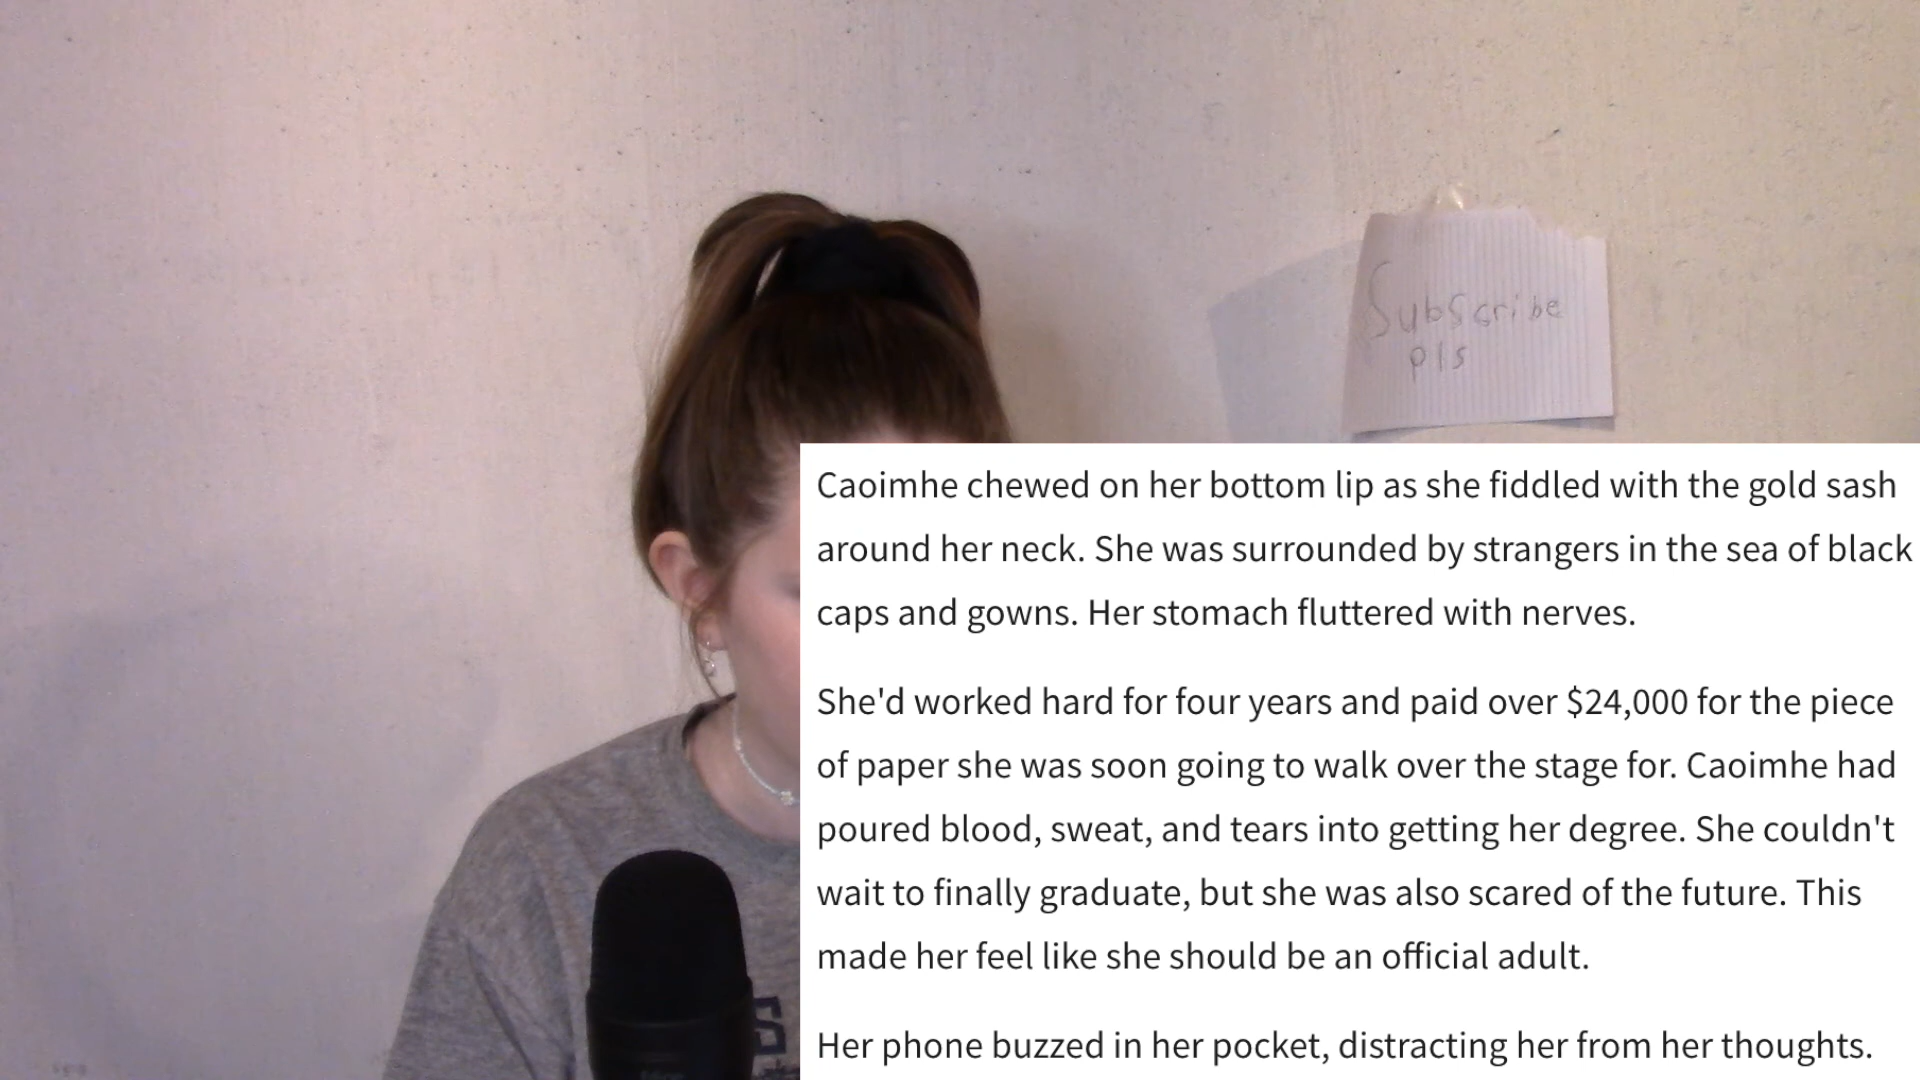 Subscribe
pls
Caoimhe chewed on her bottom lip as she fiddled with the gold sash
around her neck. She was surrounded by strangers in the sea of black
caps and gowns. Her stomach fluttered with nerves.
She'd worked hard for four years and paid over $24,000 for the piece
of paper she was soon going to walk over the stage for. Caoimhe had
poured blood, sweat, and tears into getting her degree. She couldn't
wait to finally graduate, but she was also scared of the future. This
made her feel like she should be an official adult.
Her phone buzzed in her pocket, distracting her from her thoughts.